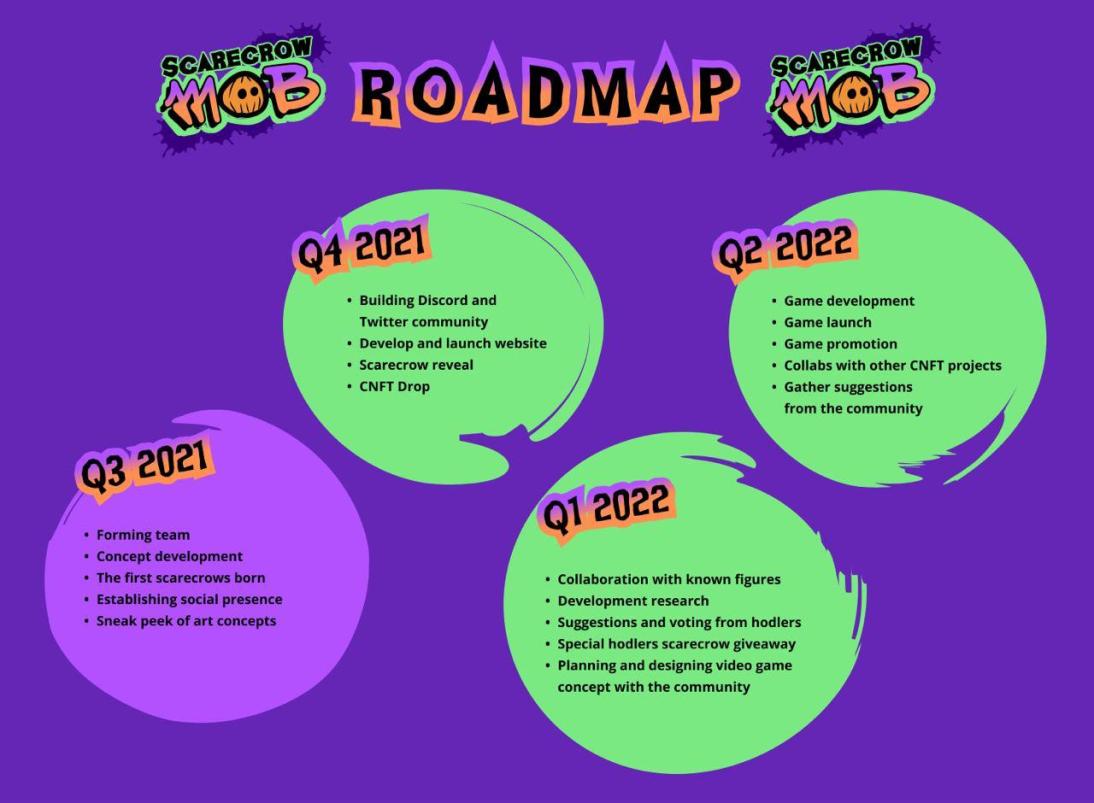 SCARECROW
MOB
ROADMAP
SCARECROW
MOB
Q3 2021
• Forming team
• Concept development
• The first scarecrows born
• Establishing social presence
• Sneak peek of art concepts
Q4 2021
• Building Discord and
Twitter community
• Develop and launch website
• Scarecrow reveal
• CNFT Drop
Q1 2022
• Collaboration with known figures
• Development research
• Suggestions and voting from hodlers
• Special hodlers scarecrow giveaway
• Planning and designing video game
concept with the community
Q2 2022
• Game development
• Game launch
• Game promotion
• Collabs with other CNFT projects
• Gather suggestions
from the community